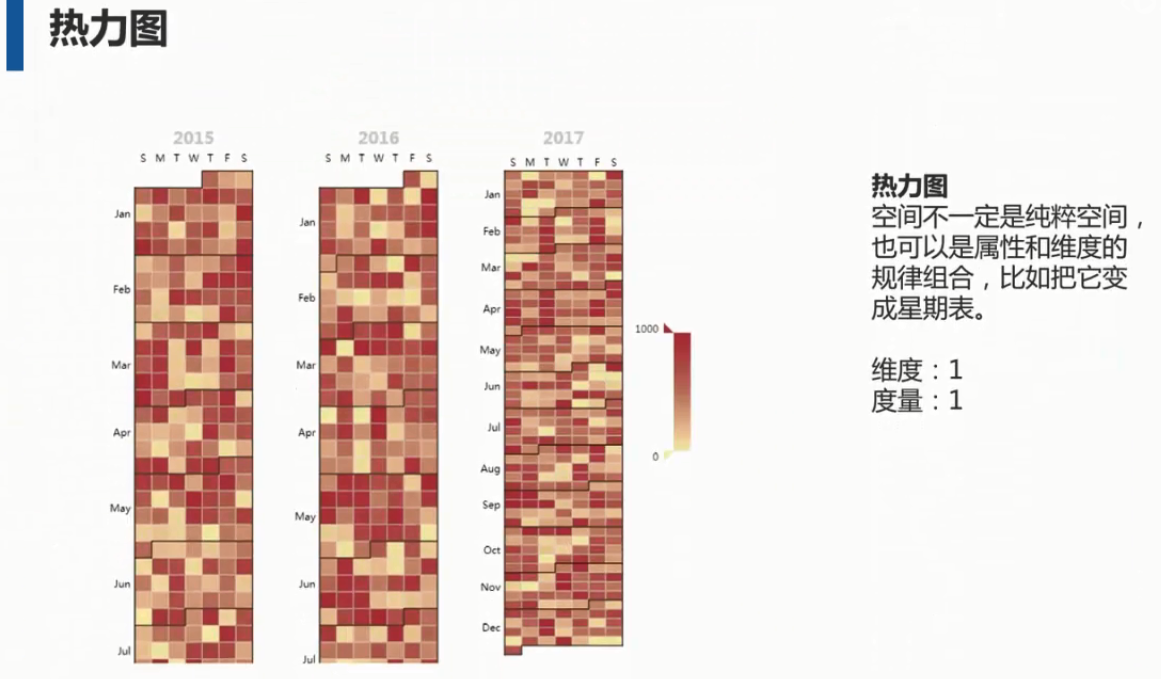 热力图
2015
S M T W T F S
Jan
Feb
Mar
Apr
May
Jun
Jul
2016
S M T W T F S
Jan
Feb
Mar
Apr
May
Jun
Jul
2017
S M T W T F S
Jan
Feb
Mar
Apr
May
Jun
Jul
Aug
Sep
Oct
Nov
Dec
1000
0
热力图
空间不一定是纯粹空间，
也可以是属性和维度的
规律组合，比如把它变
成星期表。
维度：1
度量：1